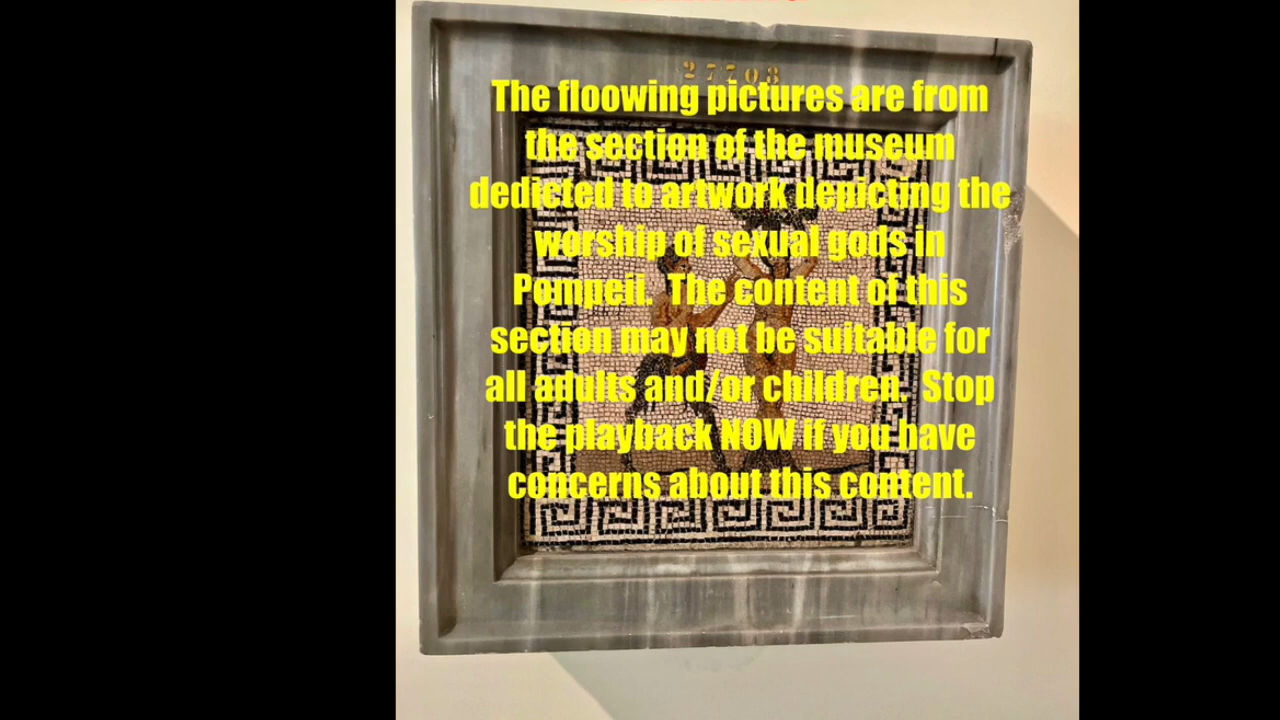 27708
The floowing pictures are from
the section of the museum
dedicted to artwork depicting the
worship of sexual gods in
Pompeii. The content of this
section may not be suitable for
all adults and/or children. Stop
the playback NOW if you have
concerns about this content.